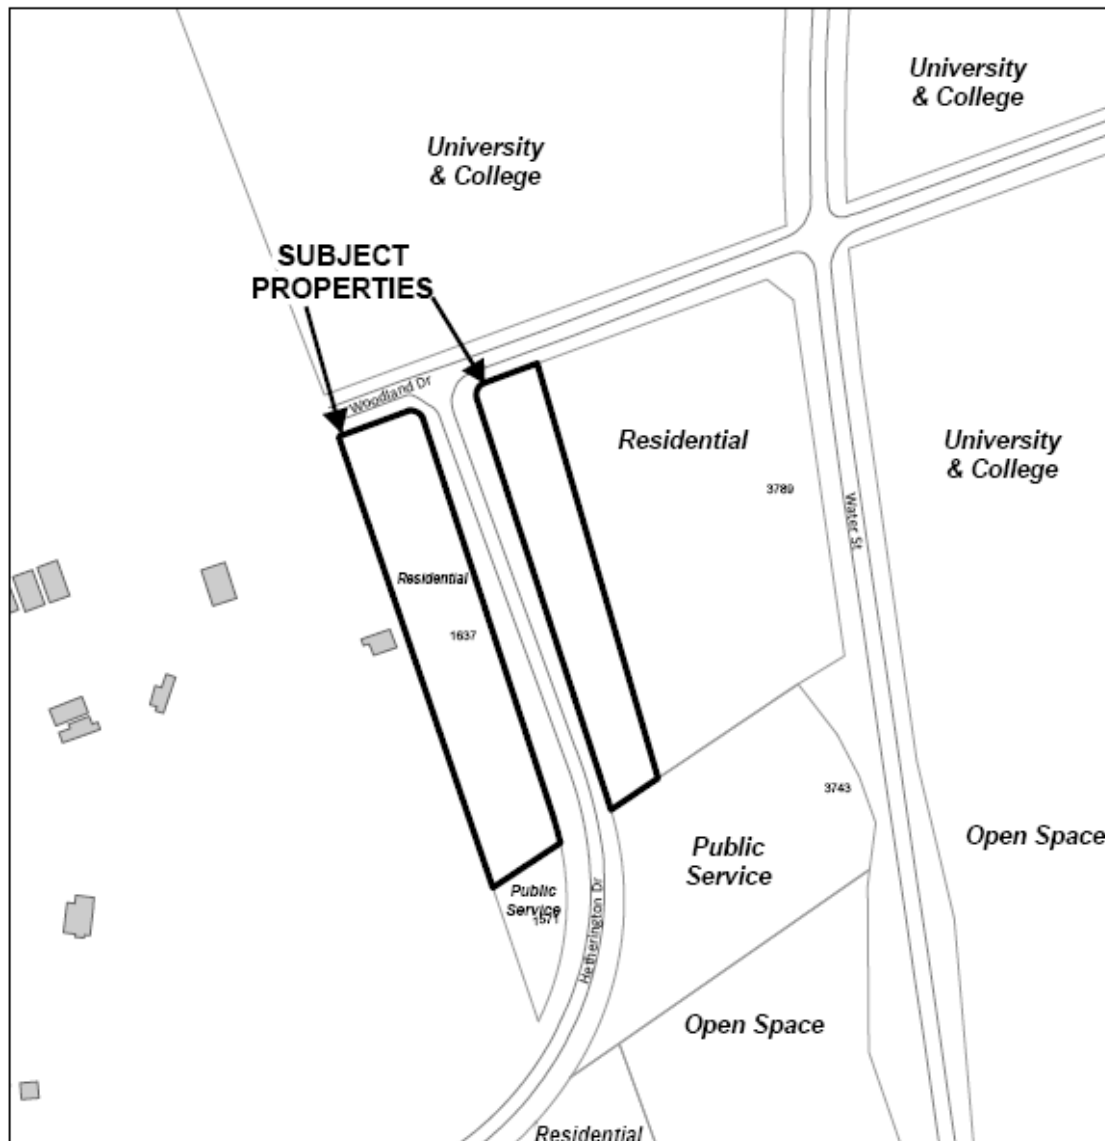 University
& College
University
& College
SUBJECT
PROPERTIES
Woodland Dr
Residential
University
& College
3789
Water St
Residential
1637
3743
Public
Service
Open Space
Public
Service
1571
Hetherington Dr
Open Space
Residential